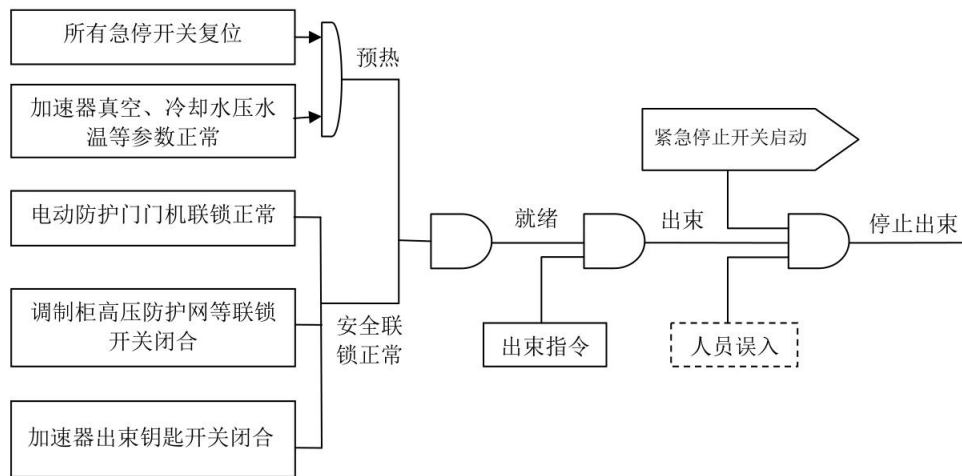 所有急停开关复位
预热
加速器真空、冷却水压水
温等参数正常
紧急停止开关启动
电动防护门门机联锁正常
就绪
出束
停止出束
调制柜高压防护网等联锁
开关闭合
安全联
锁正常
出束指令
人员误入
加速器出束钥匙开关闭合